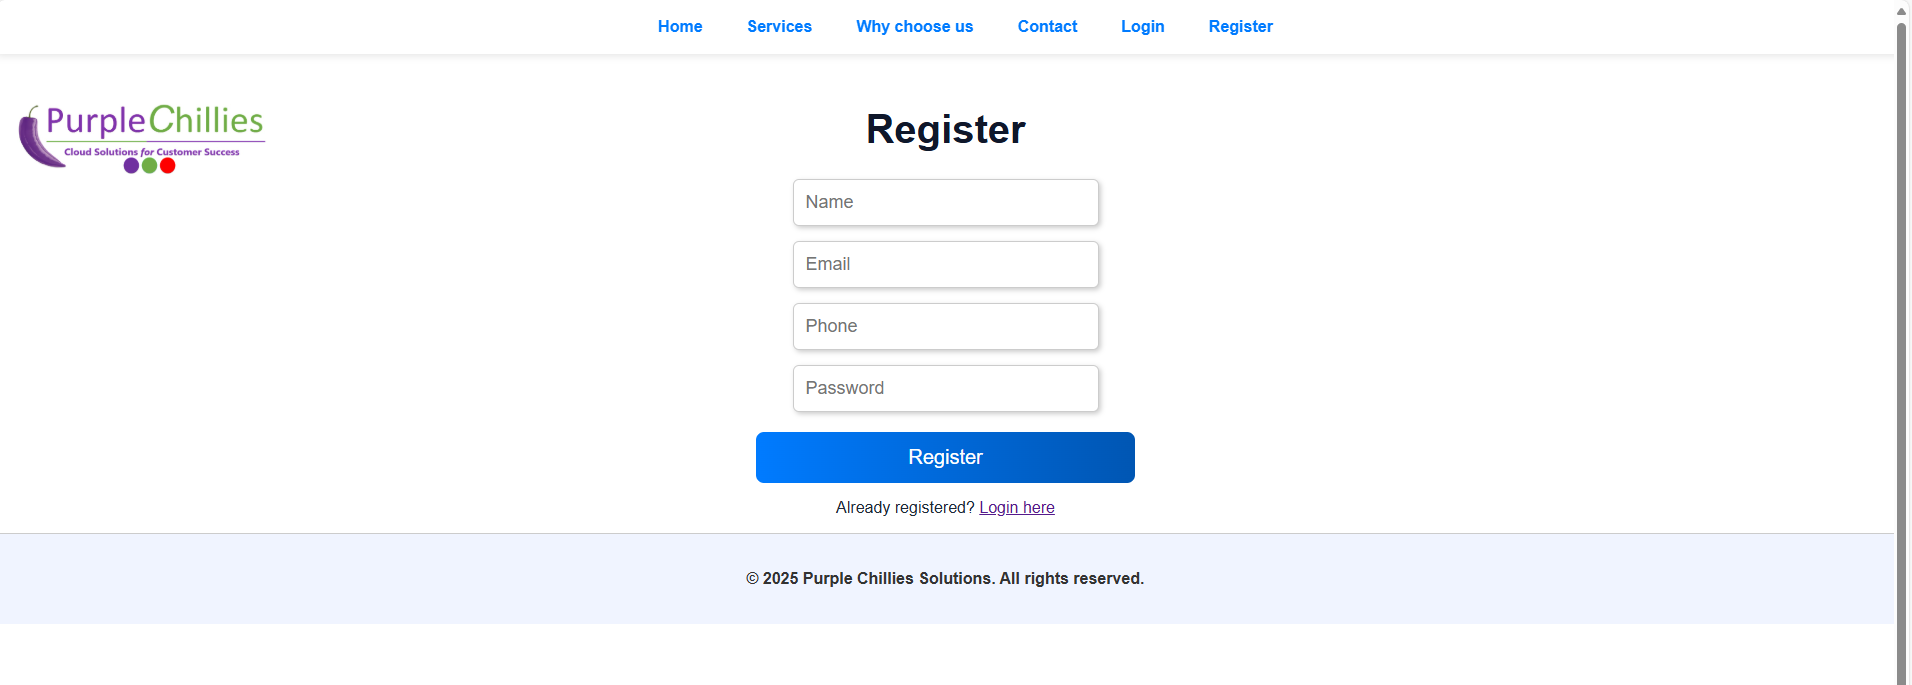 Home Services Why choose us Contact Login Register
PurpleChillies
Cloud Solutions for Customer Success
Register
Name
Email
Phone
Password
Register
Already registered? Login here
© 2025 Purple Chillies Solutions. All rights reserved.